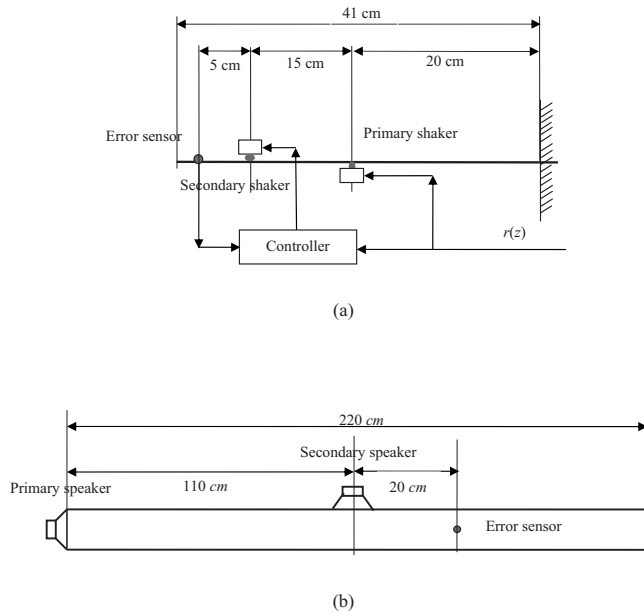 41 cm
5 cm
15 cm
20 cm
Error sensor
Primary shaker
Secondary shaker
Controller
r(z)
(a)
220 cm
Secondary speaker
110 cm
20 cm
Primary speaker
Error sensor
(b)